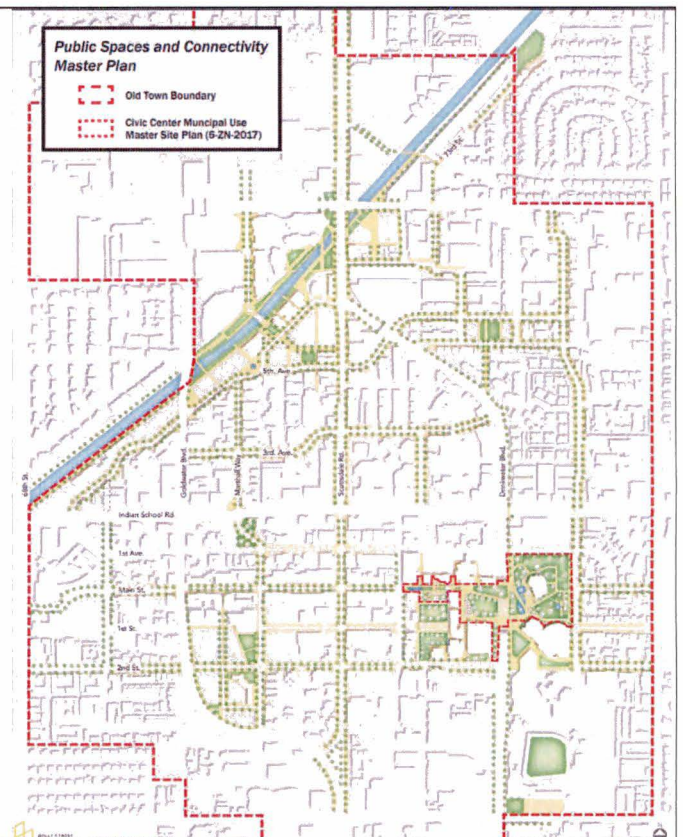 Public Spaces and Connectivity
Master Plan
Old Town Boundary
Civic Center Muncipal Use
Master Site Plan (6-ZN-2017)
73rd St.
5th. Ave.
3rd. Ave.
68th St.
Goldwater Blvd.
Marshall Way
Scottsdale Rd.
Drinkwater Blvd.
Indian School Rd.
1st Ave.
Main St.
1st St.
2nd St.